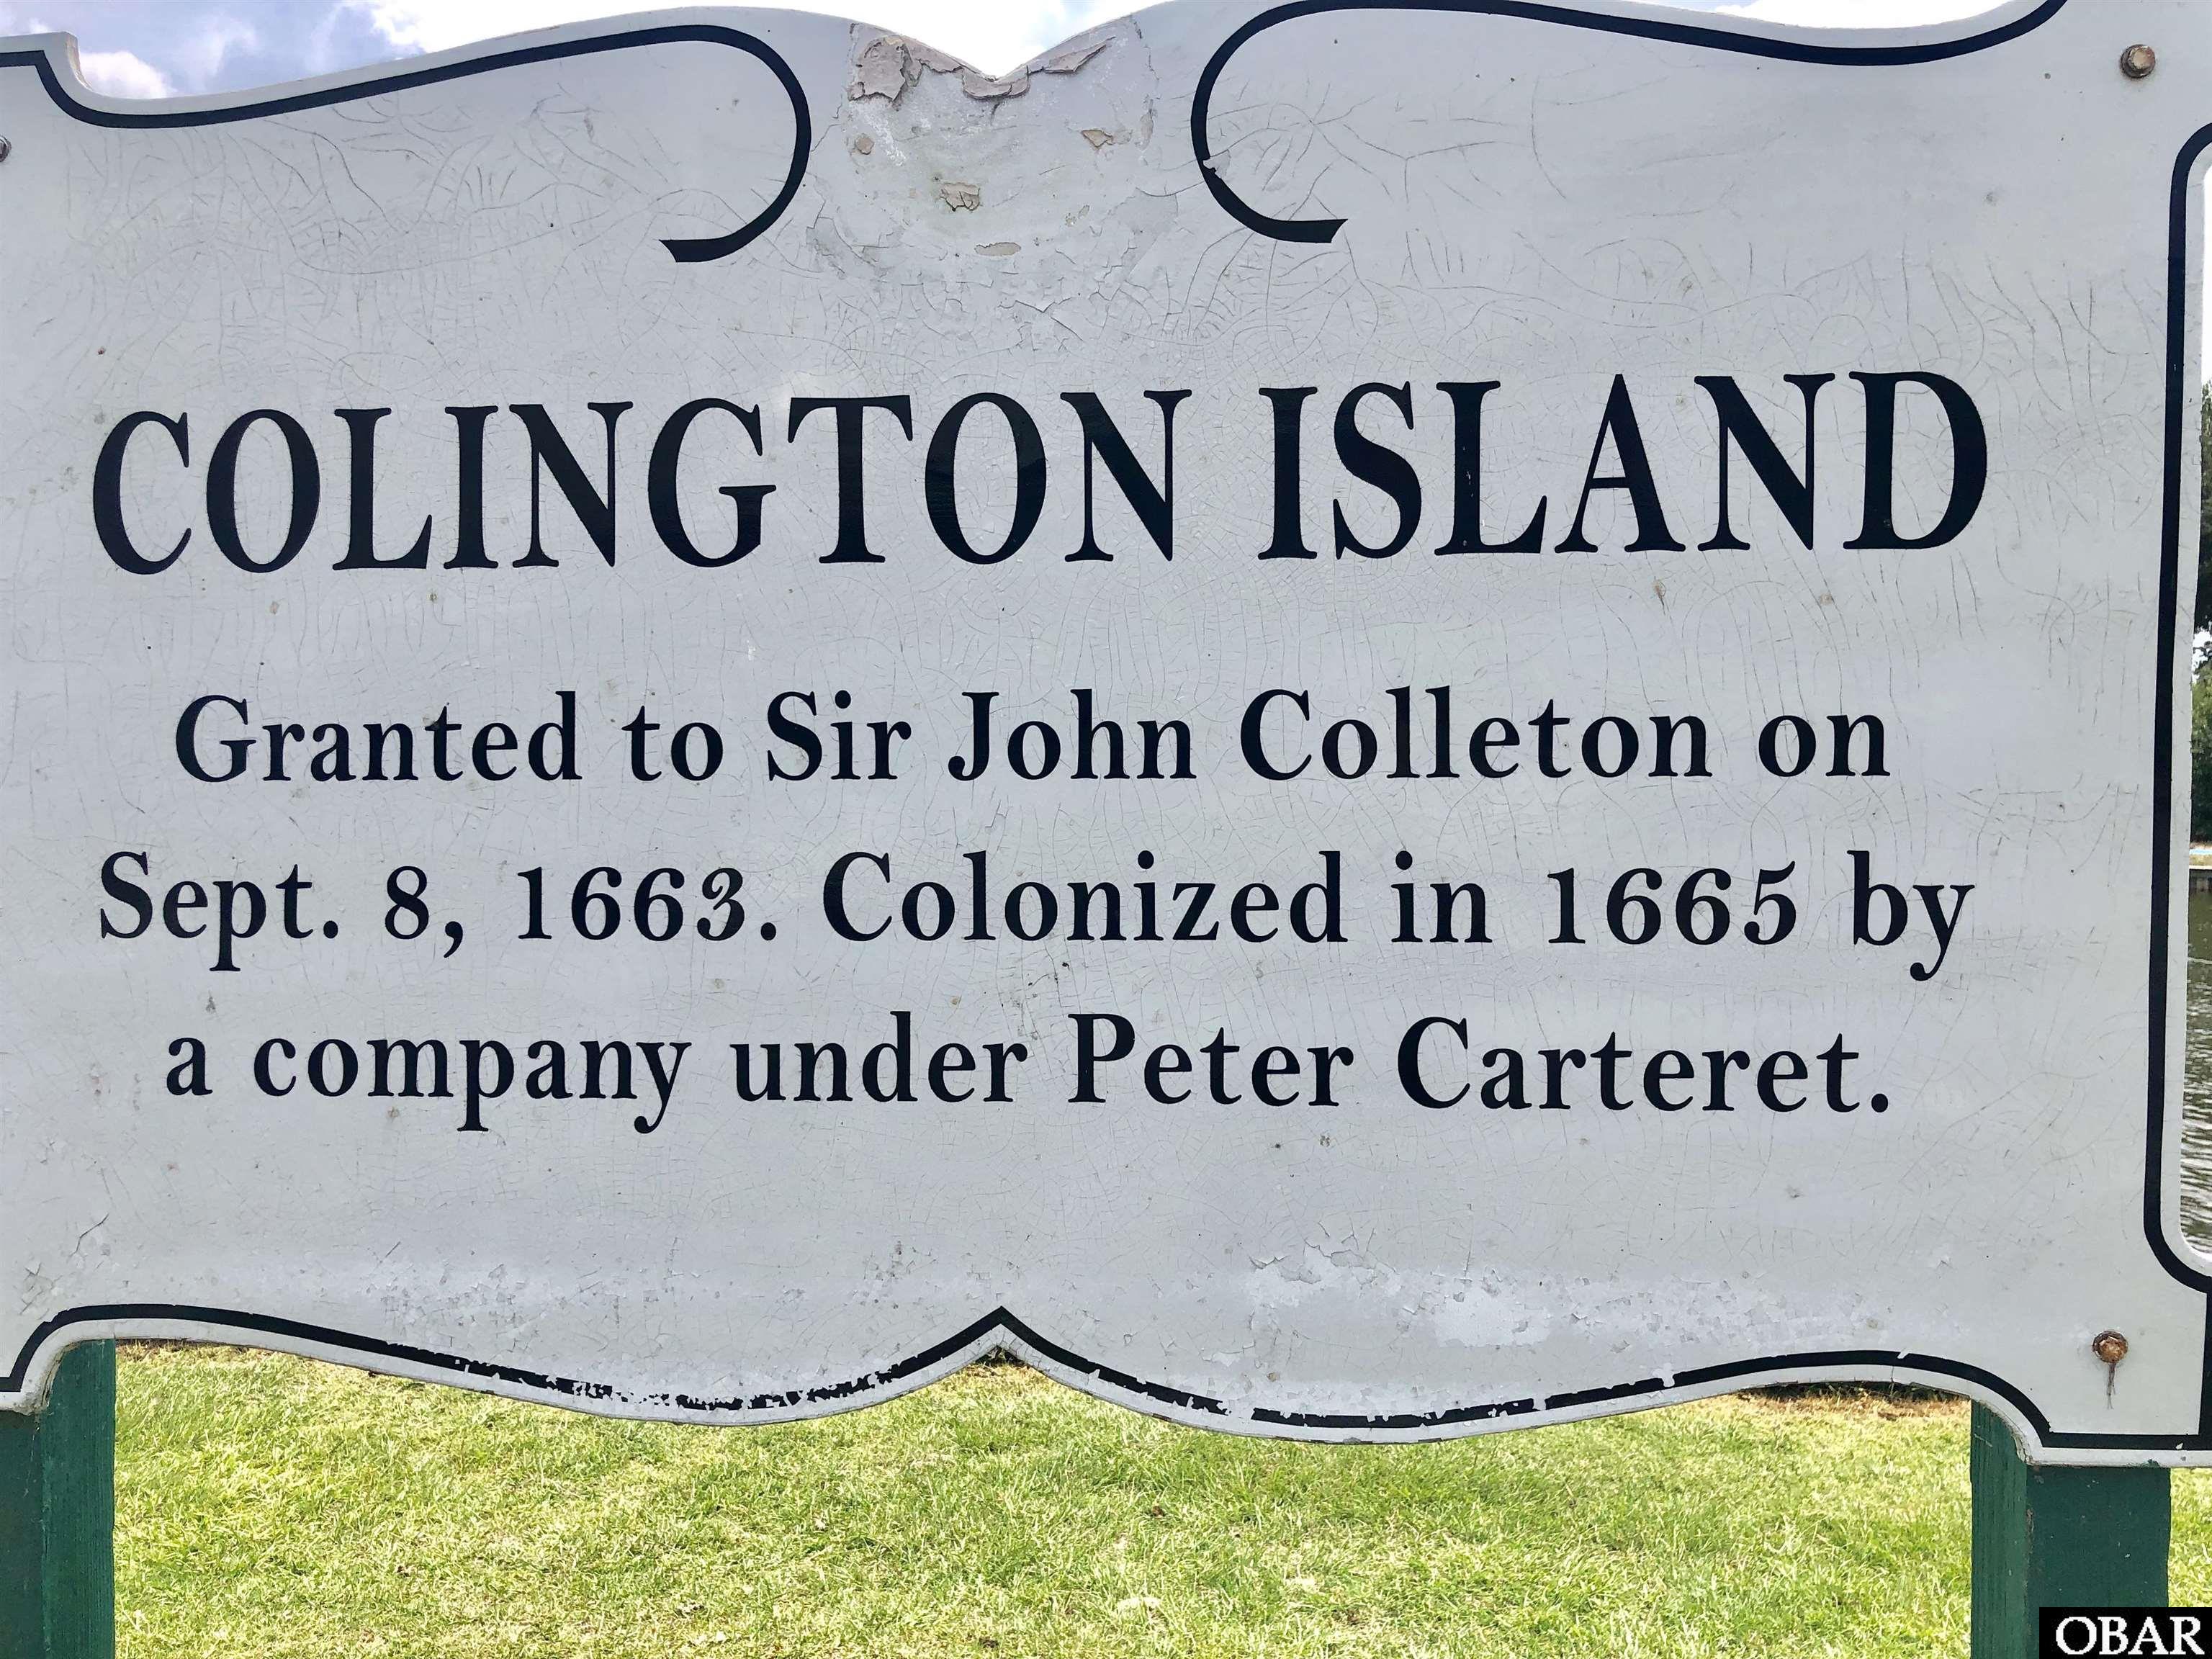 COLINGTON ISLAND
Granted to Sir John Colleton on
Sept. 8, 1663. Colonized in 1665 by
a company under Peter Carteret.
OBAR